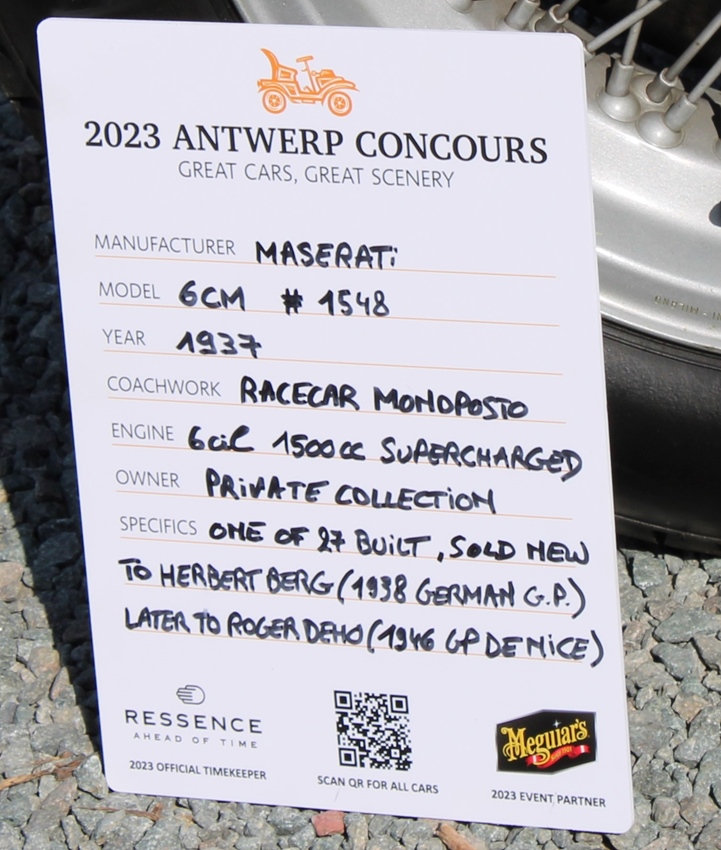 2023 ANTWERP CONCOURS
GREAT CARS, GREAT SCENERY
MANUFACTURER MASERATi
MODEL 6CM # 1548
YEAR 1937
COACHWORK RACECAR MONOPOSTO
ENGINE 6ciL 1500cc SUPERCHARGED
OWNER PRiVATE COLLECTiON
SPECIFICS ONE OF 27 BUiLT, SOLD NEW
TO HERBERT BERG (1938 GERMAN G.P.)
LATER TO ROGER DEHO (1946 GP DE NiCE)
RESSENCE
AHEAD OF TIME
2023 OFFICIAL TIMEKEEPER
SCAN QR FOR ALL CARS
Meguiar's
2023 EVENT PARTNER